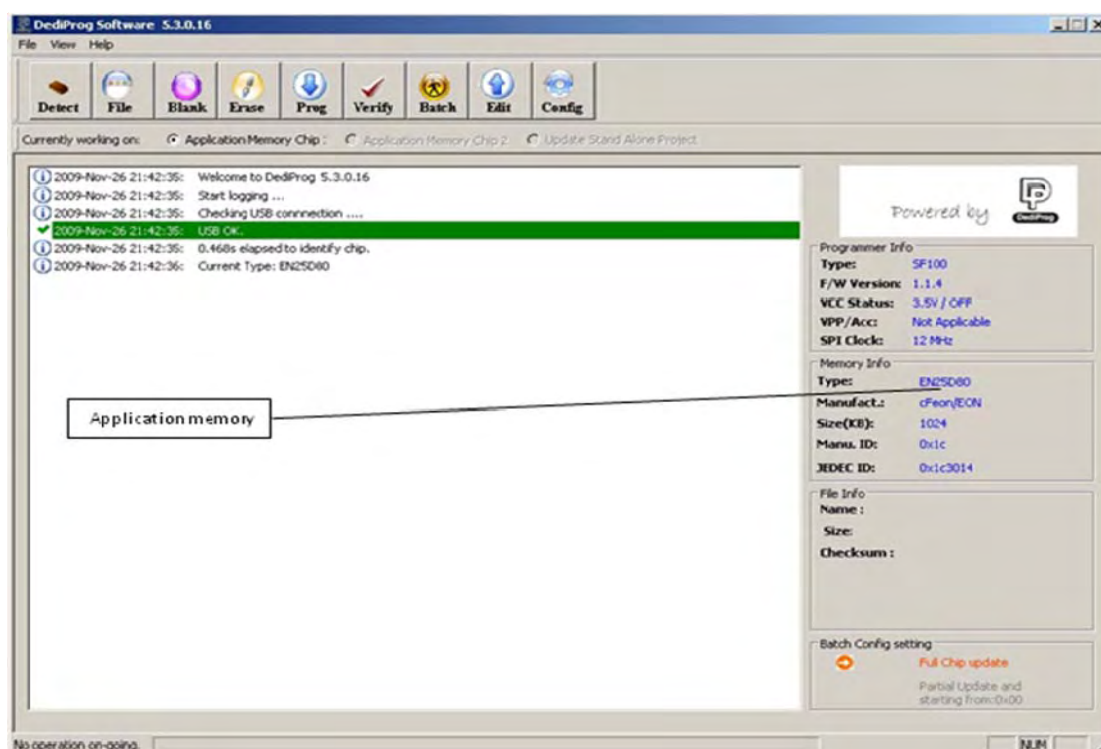 DediProg Software 5.3.0.16
File View Help
Detect File Blank Erase Prog Verify Batch Edit Config
Currently working on: Application Memory Chip 1 Application Memory Chip 2 Update Stand Alone Project
2009-Nov-26 21:42:35: Welcome to DediProg 5.3.0.16
2009-Nov-26 21:42:35: Start logging ...
2009-Nov-26 21:42:35: Checking USB connnection ....
2009-Nov-26 21:42:35: USB OK.
2009-Nov-26 21:42:35: 0.468s elapsed to identify chip.
2009-Nov-26 21:42:36: Current Type: EN25D80
Application memory
Powered by DediProg
Programmer Info
Type: SF100
F/W Version: 1.1.4
VCC Status: 3.5V / OFF
VPP/Acc: Not Applicable
SPI Clock: 12 MHz
Memory Info
Type: EN25D80
Manufact.: cFeon/EON
Size(KB): 1024
Manu. ID: 0x1c
JEDEC ID: 0x1c3014
File Info
Name :
Size:
Checksum :
Batch Config setting
Full Chip update
Partial Update and
starting from:0x00
No operation on-going.
NUM